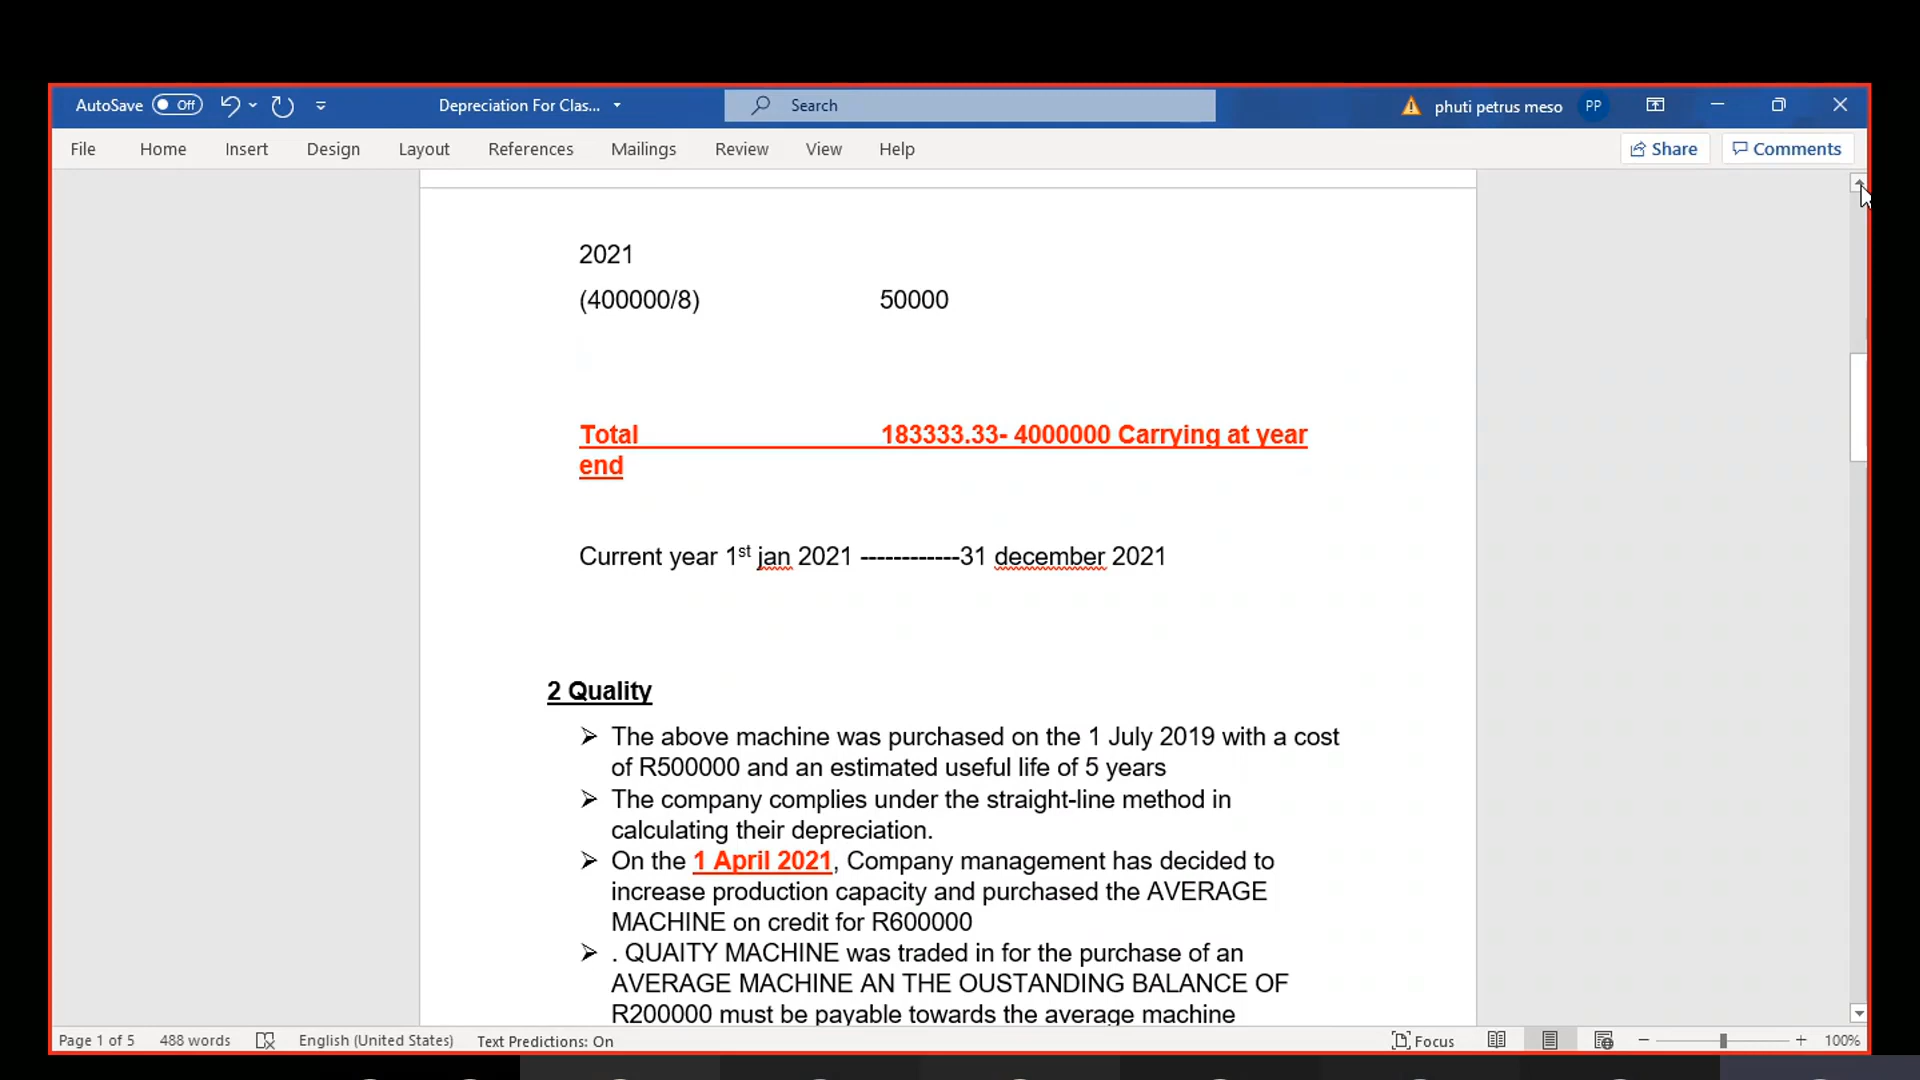 AutoSave Off Depreciation For Clas... Search phuti petrus meso PP
File Home Insert Design Layout References Mailings Review View Help Share Comments
2021
(400000/8) 50000
Total 183333.33- 4000000 Carrying at year
end
Current year 1st jan 2021 ------------31 december 2021
2 Quality
➢ The above machine was purchased on the 1 July 2019 with a cost
of R500000 and an estimated useful life of 5 years
➢ The company complies under the straight-line method in
calculating their depreciation.
➢ On the 1 April 2021, Company management has decided to
increase production capacity and purchased the AVERAGE
MACHINE on credit for R600000
➢ . QUAITY MACHINE was traded in for the purchase of an
AVERAGE MACHINE AN THE OUSTANDING BALANCE OF
R200000 must be payable towards the average machine
Page 1 of 5 488 words English (United States) Text Predictions: On Focus 100%